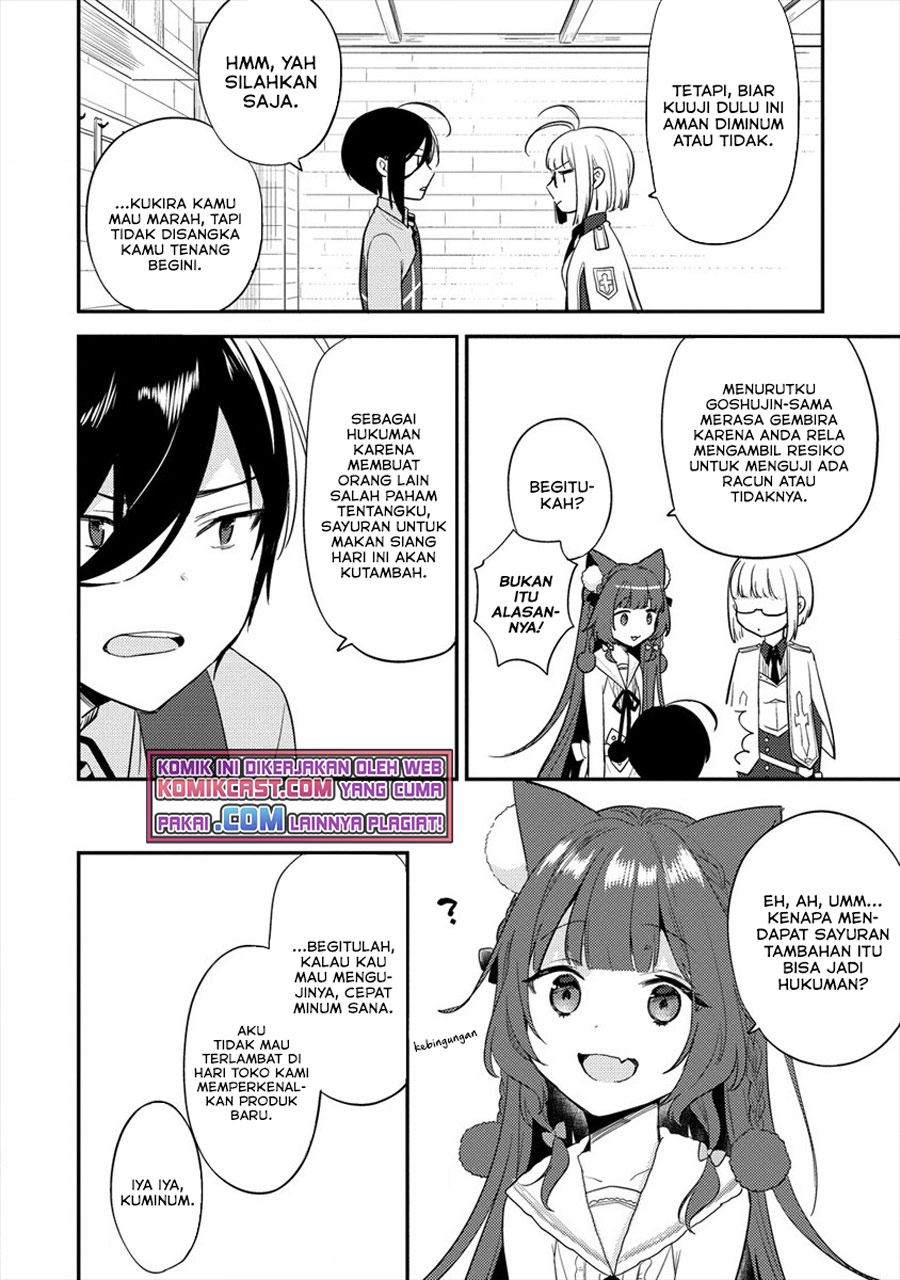 TETAPI, BIAR
KUUJI DULU INI
AMAN DIMINUM
ATAU TIDAK.
HMM, YAH
SILAHKAN
SAJA.
...KUKIRA KAMU
MAU MARAH, TAPI
TIDAK DISANGKA
KAMU TENANG
BEGINI.
MENURUTKU
GOSHUJIN-SAMA
MERASA GEMBIRA
KARENA ANDA RELA
MENGAMBIL RESIKO
UNTUK MENGUJI ADA
RACUN ATAU
TIDAKNYA.
BEGITU-
KAH?
BUKAN
ITU
ALASAN-
NYA!
SEBAGAI
HUKUMAN
KARENA
MEMBUAT
ORANG LAIN
SALAH PAHAM
TENTANGKU,
SAYURAN UNTUK
MAKAN SIANG
HARI INI AKAN
KUTAMBAH.
KOMIK INI DIKERJAKAN OLEH WEB
KOMIKCAST.COM YANG CUMA
PAKAI .COM LAINNYA PLAGIAT!
EH, AH, UMM...
KENAPA MEN-
DAPAT SAYURAN
TAMBAHAN ITU
BISA JADI
HUKUMAN?
?
kebingungan
...BEGITULAH,
KALAU KAU
MAU MENGU-
JINYA, CEPAT
MINUM SANA.
AKU
TIDAK MAU
TERLAMBAT DI
HARI TOKO KAMI
MEMPERKENAL-
KAN PRODUK
BARU.
IYA IYA,
KUMINUM.